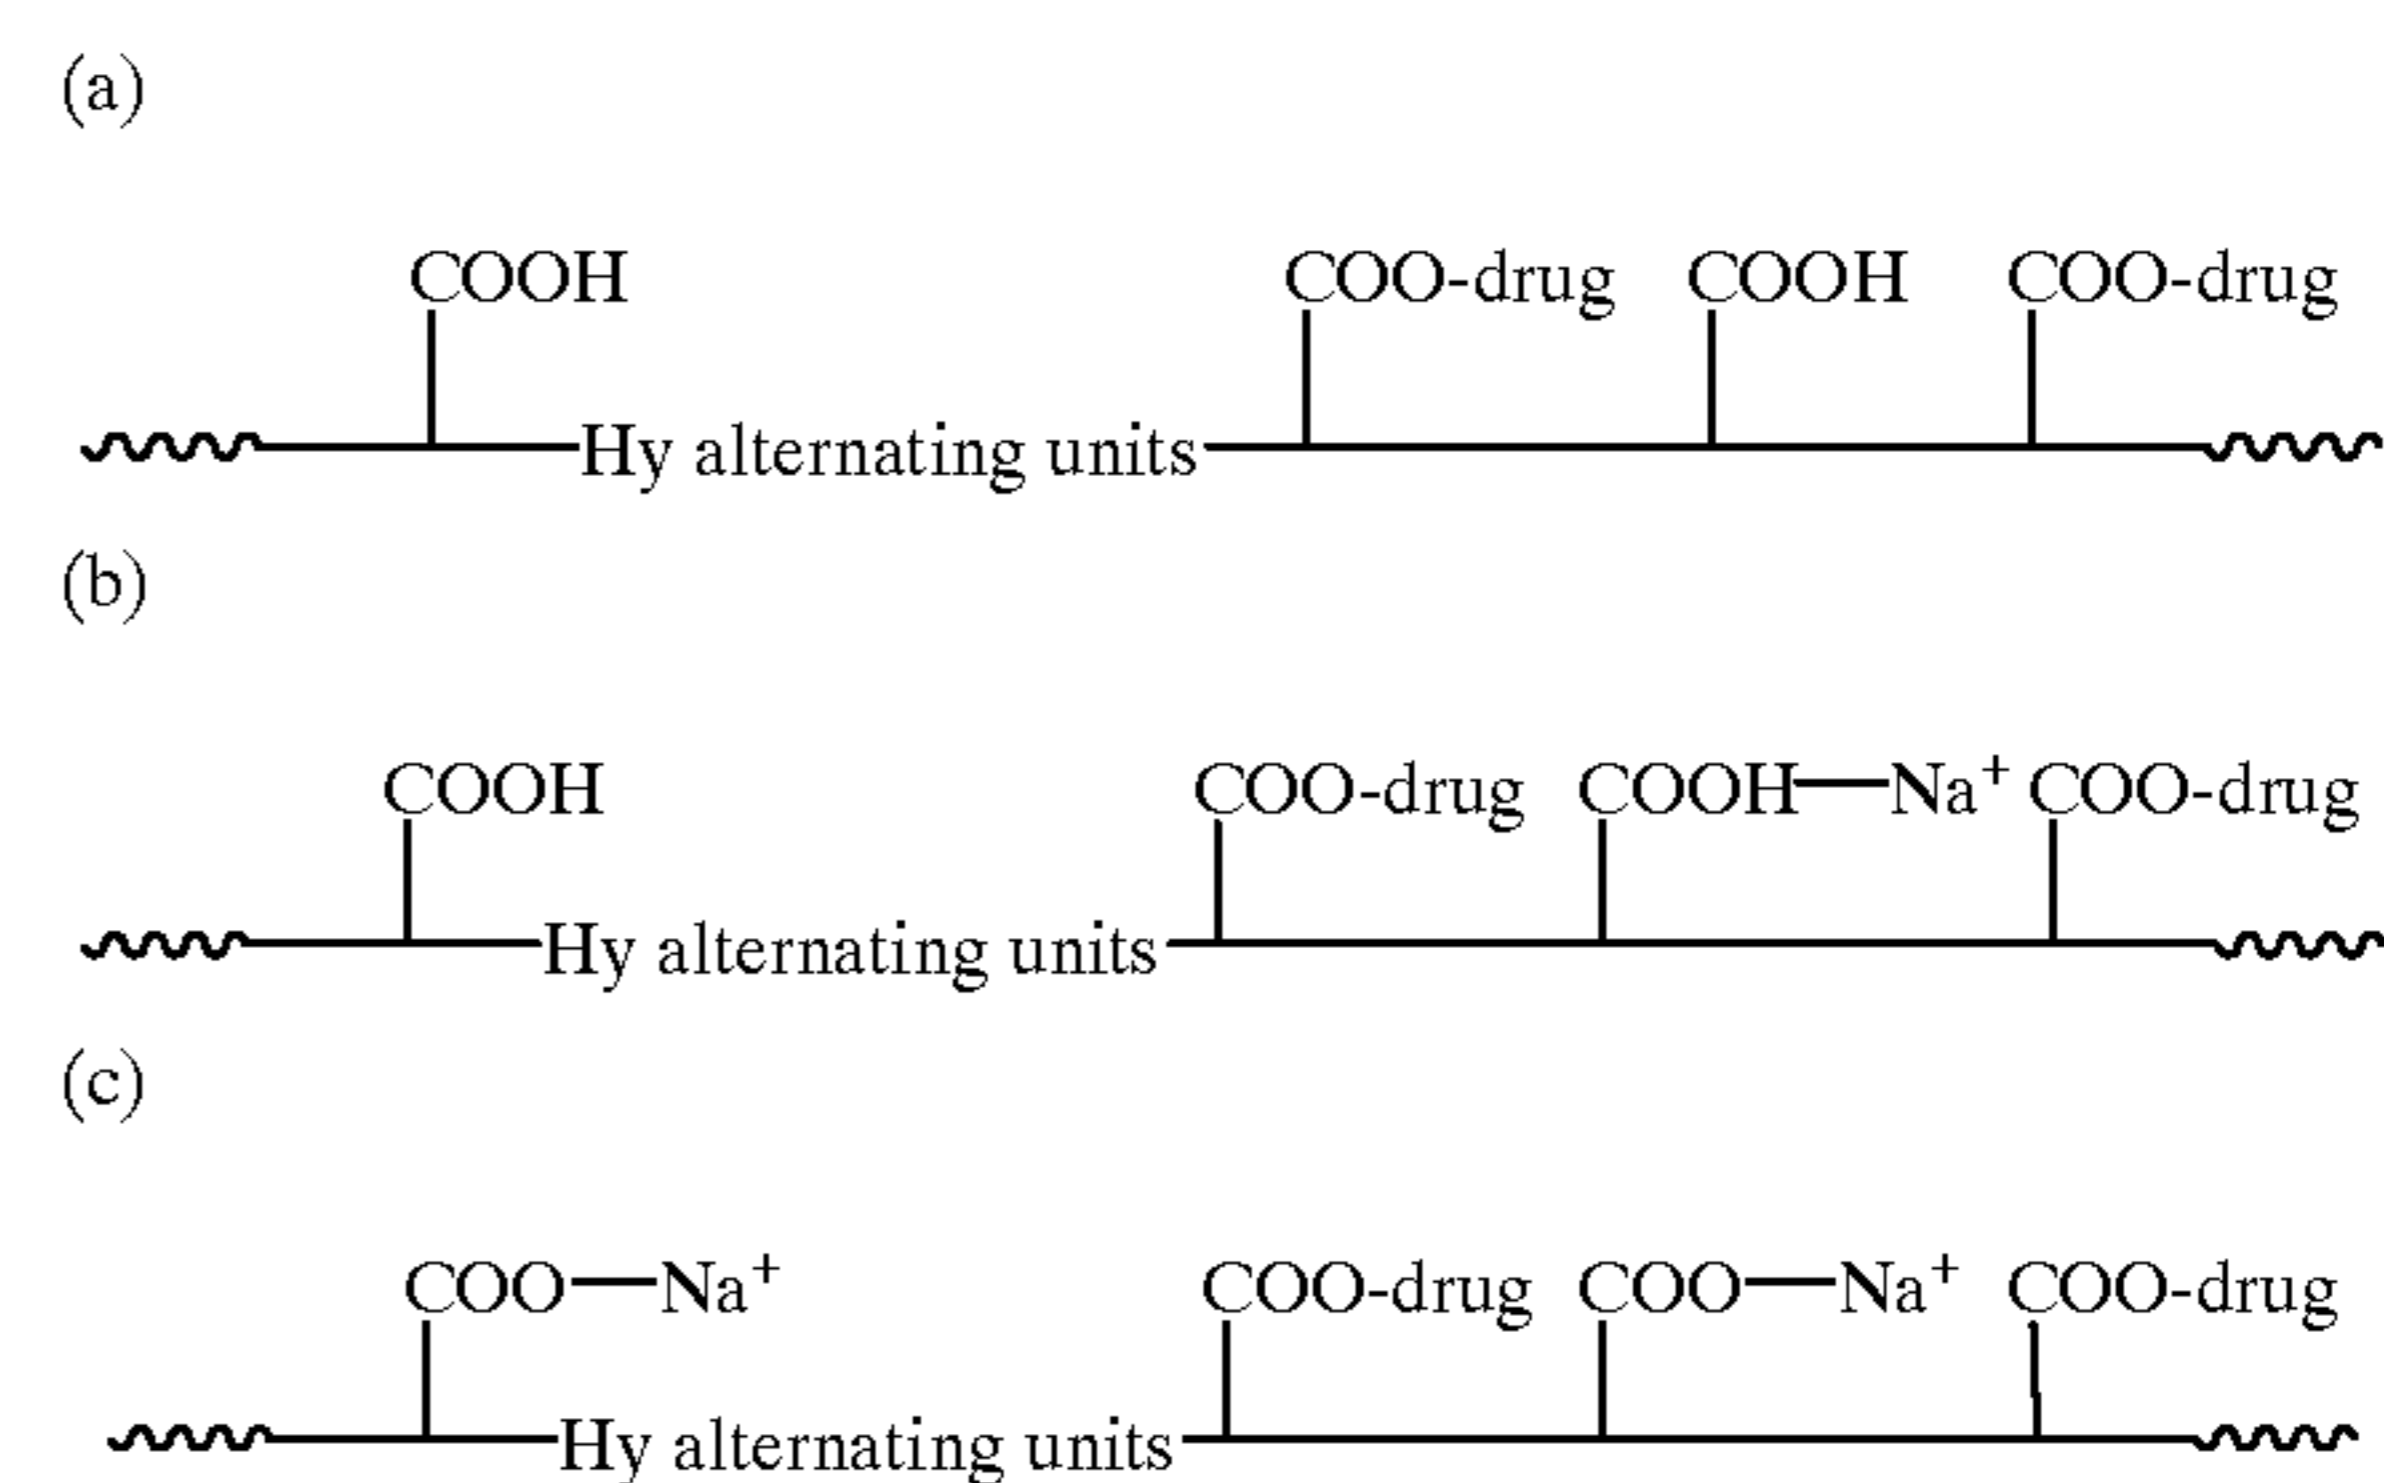 (a)
COOH COO-drug COOH COO-drug
Hy alternating units
(b)
COOH COO-drug COOH—Na⁺ COO-drug
Hy alternating units
(c)
COO—Na⁺ COO-drug COO—Na⁺ COO-drug
Hy alternating units